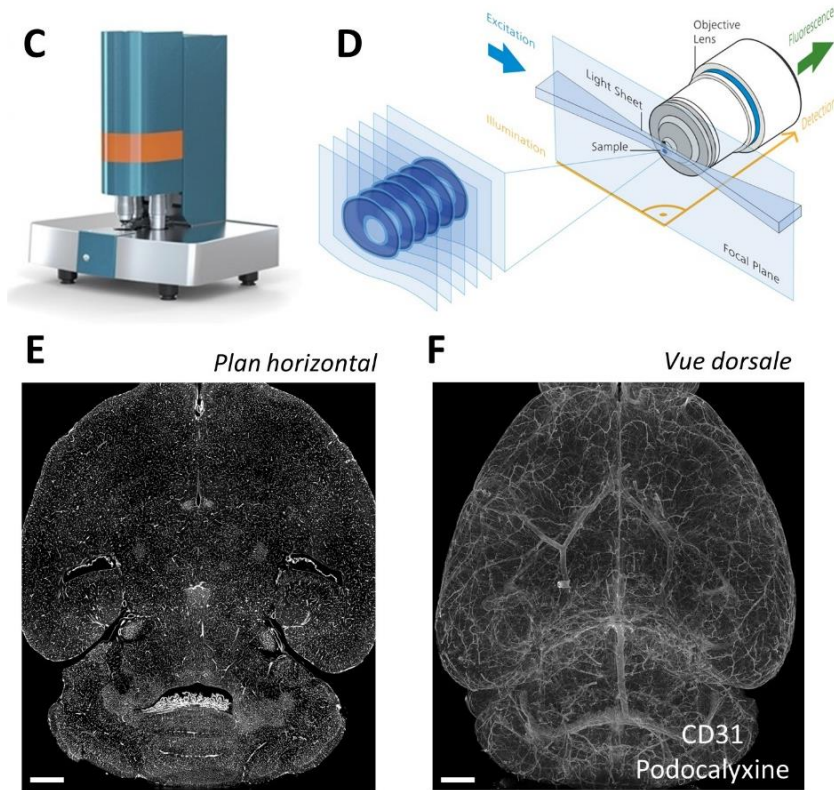 C
D
Excitation
Objective
Lens
Fluorescence
Light Sheet
Illumination
Sample
Detection
Focal Plane
E
Plan horizontal
F
Vue dorsale
CD31
Podocalyxine